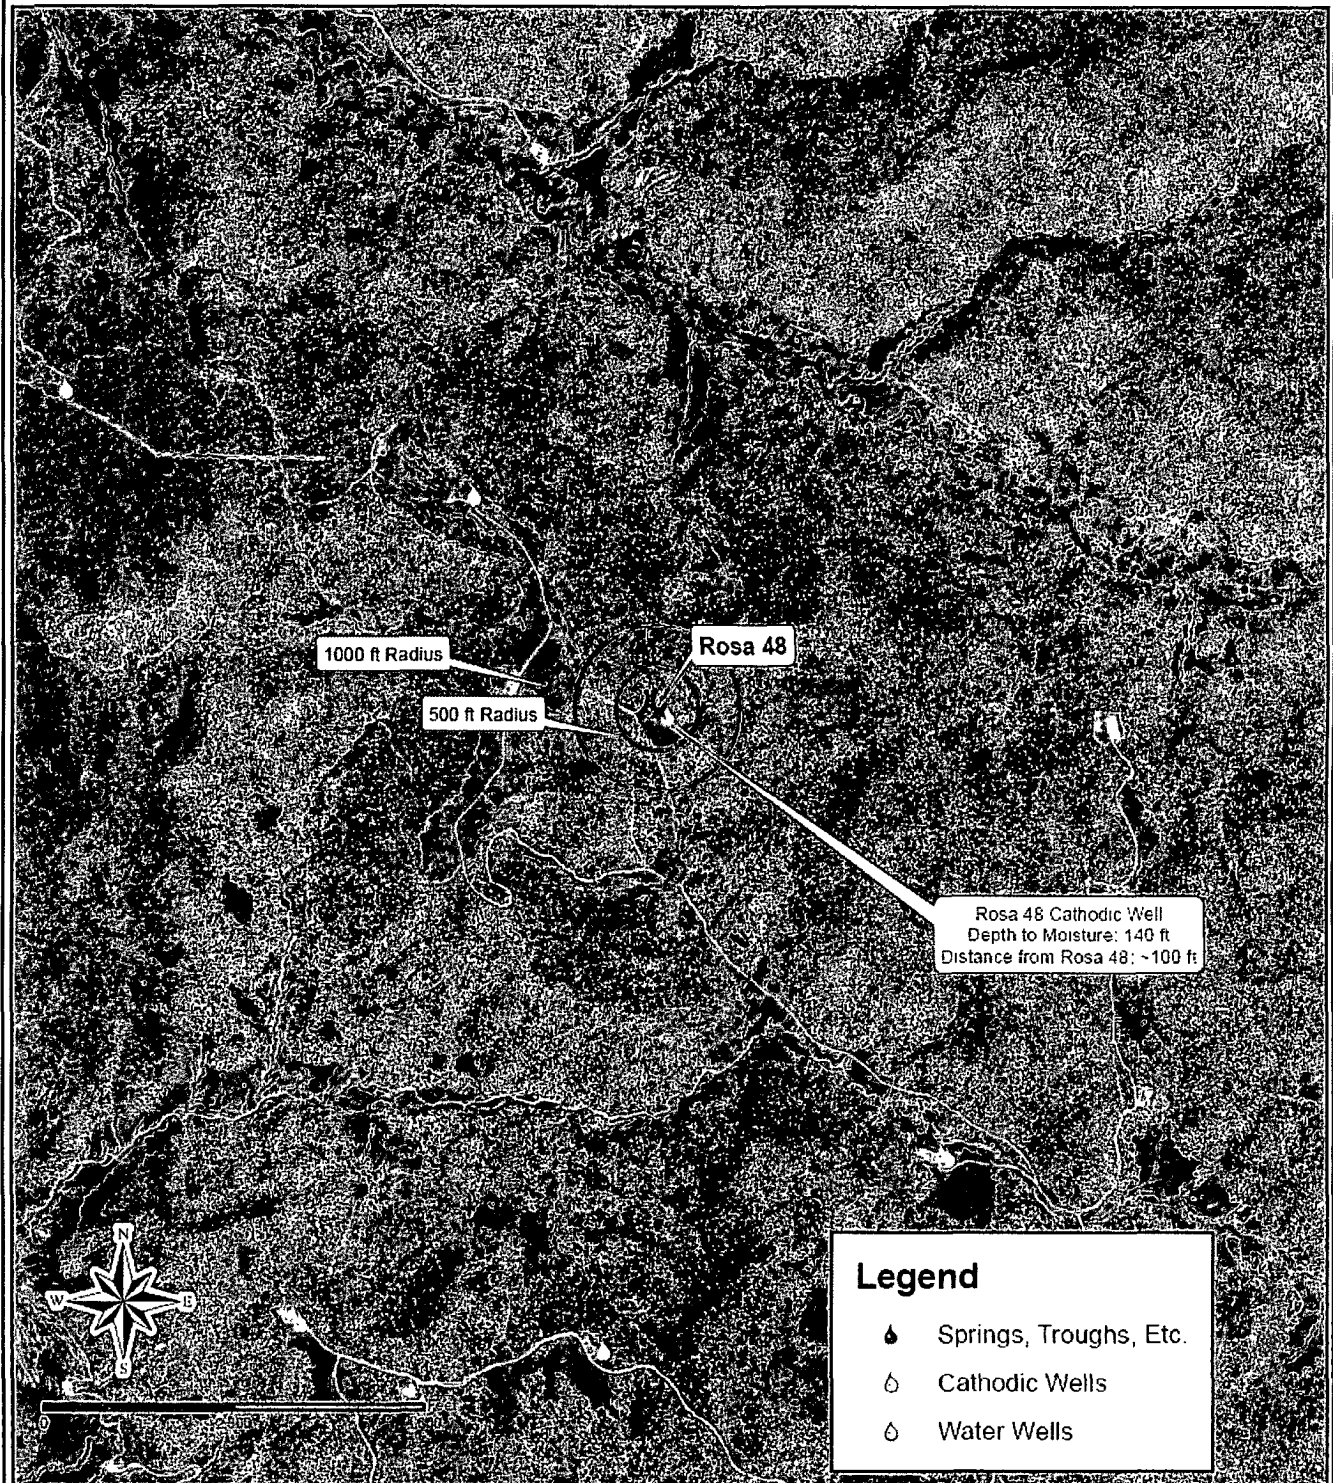 Rosa 48
1000 ft Radius
500 ft Radius
Rosa 48 Cathodic Well
Depth to Moisture: 140 ft
Distance from Rosa 48: ~100 ft
N
W
E
S
0
Legend
Springs, Troughs, Etc.
Cathodic Wells
Water Wells